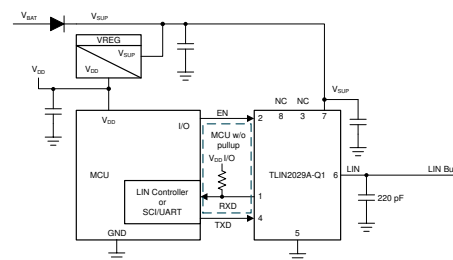 VBAT
VSUP
VREG
VSUP
VDD
VDD
VDD
I/O
EN
2
MCU w/o
pullup
VDD I/O
MCU
LIN Controller
or
SCI/UART
RXD
1
TXD
4
GND
NC
NC
8
3
7
VSUP
TLIN2029A-Q1
6
LIN
LIN Bu
220 pF
5